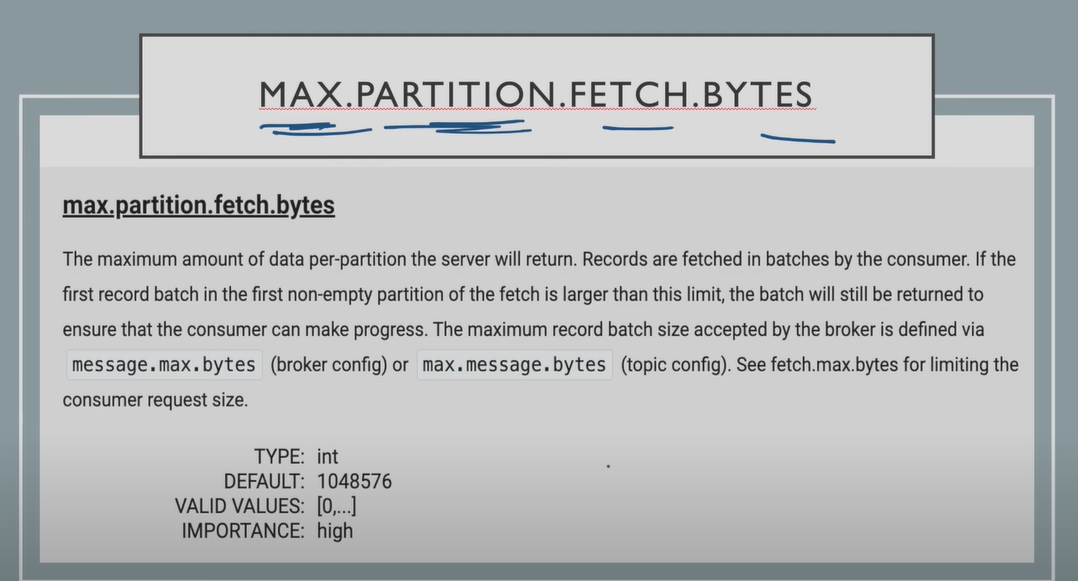 MAX.PARTITION.FETCH.BYTES
max.partition.fetch.bytes
The maximum amount of data per-partition the server will return. Records are fetched in batches by the consumer. If the
first record batch in the first non-empty partition of the fetch is larger than this limit, the batch will still be returned to
ensure that the consumer can make progress. The maximum record batch size accepted by the broker is defined via
message.max.bytes (broker config) or max.message.bytes (topic config). See fetch.max.bytes for limiting the
consumer request size.
TYPE: int
DEFAULT: 1048576
VALID VALUES: [0,...]
IMPORTANCE: high